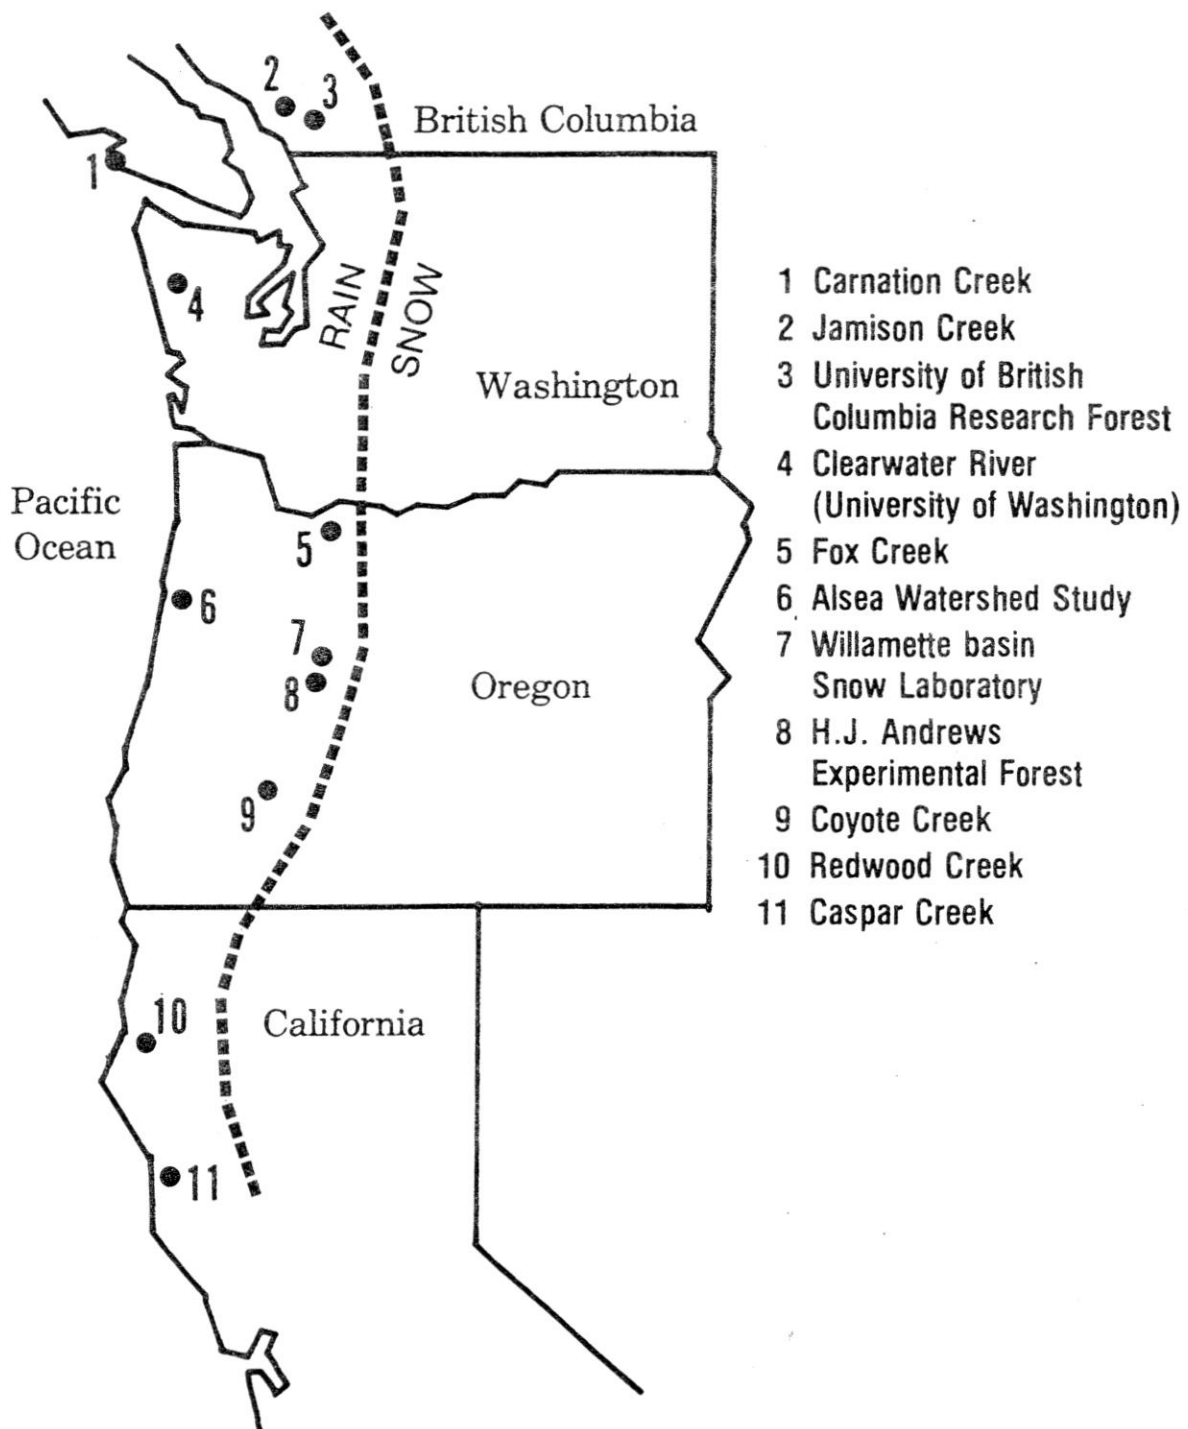 2
3
British Columbia
1
4
RAIN
SNOW
Washington
Pacific
Ocean
5
6
7
8
Oregon
9
10
California
11
1 Carnation Creek
2 Jamison Creek
3 University of British
Columbia Research Forest
4 Clearwater River
(University of Washington)
5 Fox Creek
6 Alsea Watershed Study
7 Willamette basin
Snow Laboratory
8 H.J. Andrews
Experimental Forest
9 Coyote Creek
10 Redwood Creek
11 Caspar Creek